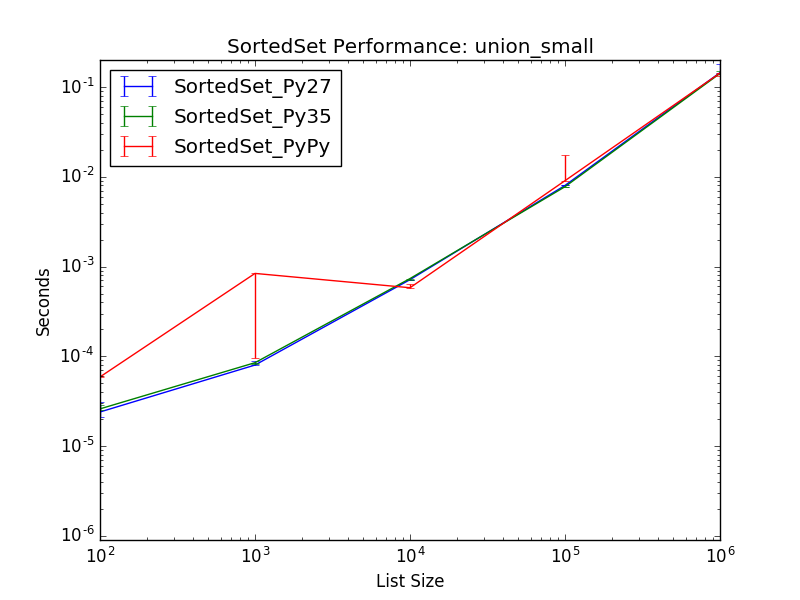 SortedSet Performance: union_small
SortedSet_Py27
SortedSet_Py35
SortedSet_PyPy
Seconds
10^-1
10^-2
10^-3
10^-4
10^-5
10^-6
10^2 10^3 10^4 10^5 10^6
List Size